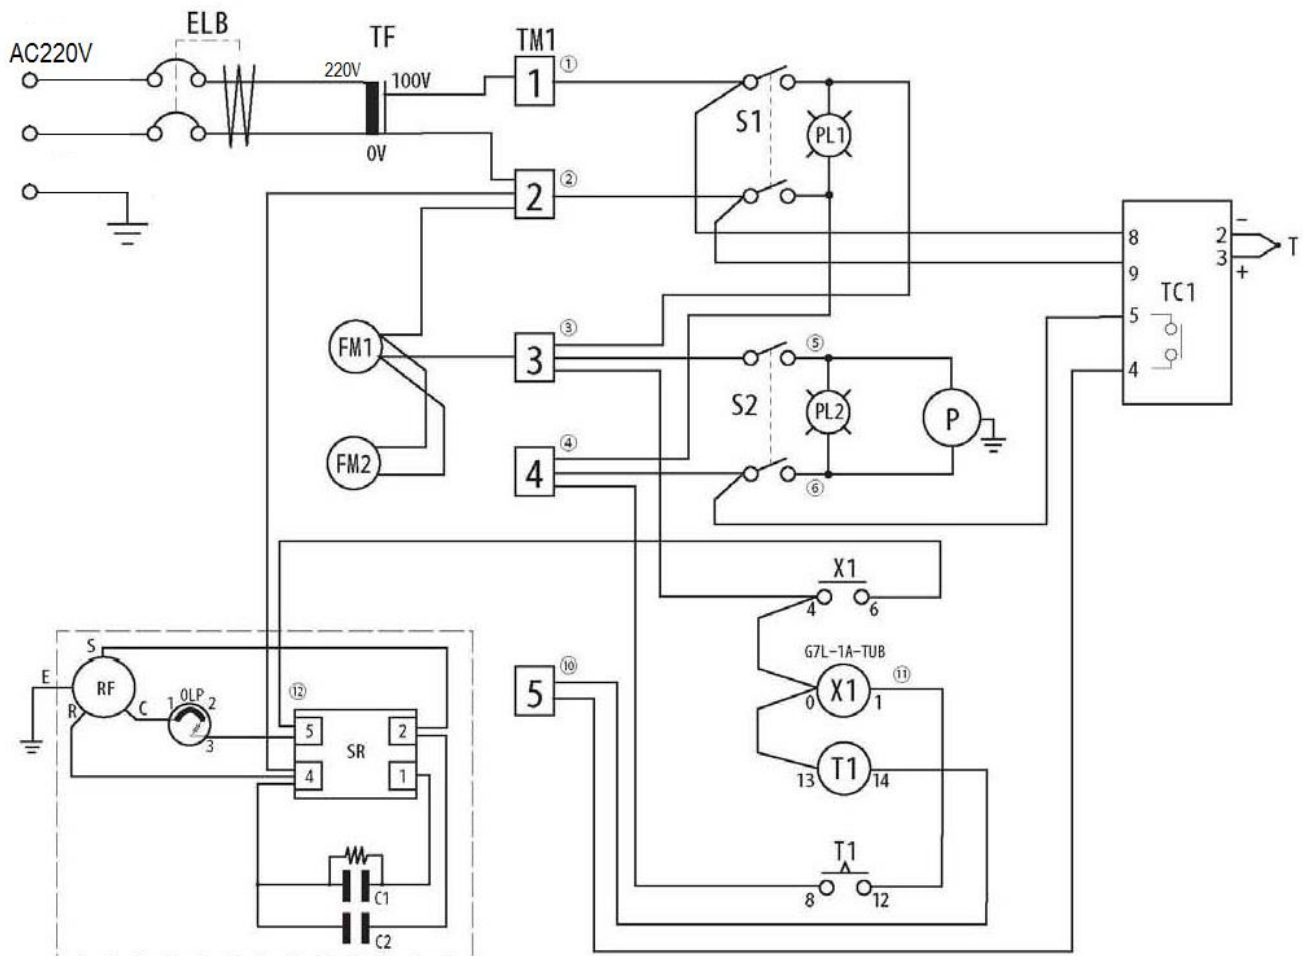 ELB
TF
TM1
AC220V
220V
100V
0V
1
①
2
②
S1
PL1
8
9
5
4
2
3
−
+
T
TC1
FM1
FM2
3
③
4
④
S2
⑤
PL2
P
⑥
X1
4
6
G7L-1A-TUB
X1
0
1
⑪
T1
13
14
T1
8
12
5
⑩
S
E
RF
R
C
OLP
1
2
3
⑫
5
2
SR
4
1
C1
C2